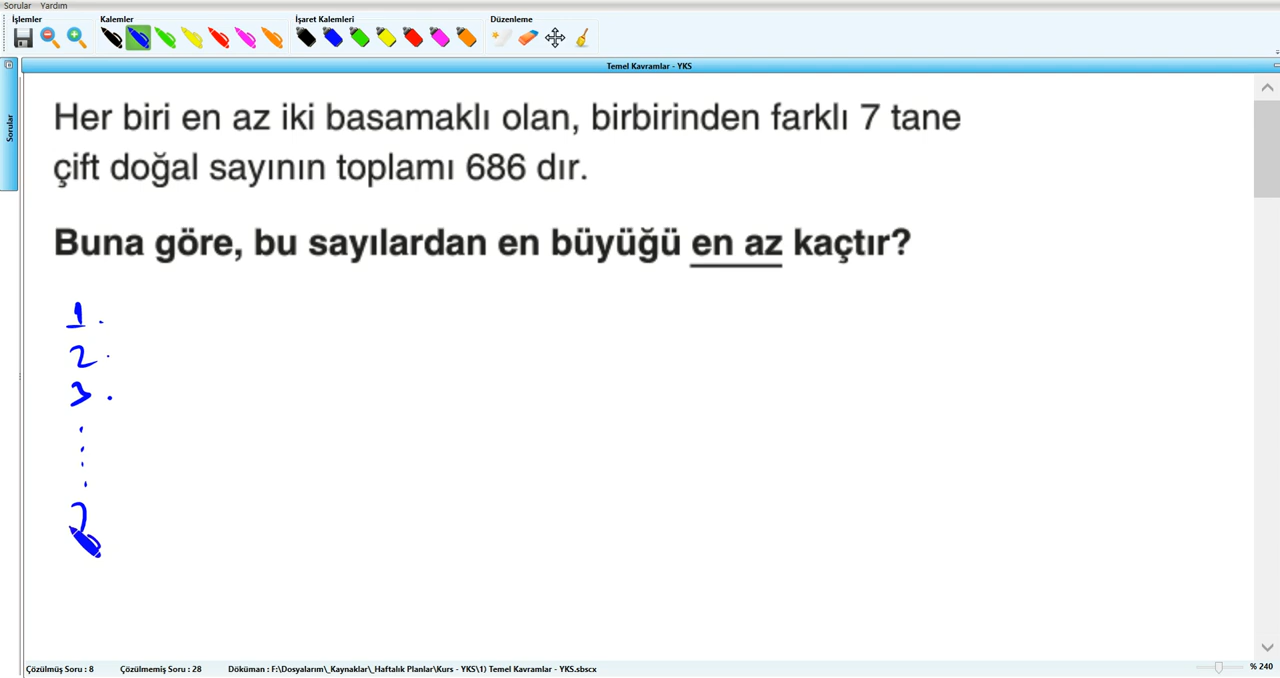 Sorular Yardım
İşlemler Kalemler İşaret Kalemleri Düzenleme
Temel Kavramlar - YKS
Sorular
Her biri en az iki basamaklı olan, birbirinden farklı 7 tane
çift doğal sayının toplamı 686 dır.
Buna göre, bu sayılardan en büyüğü en az kaçtır?
1.
2.
3.
Çözülmüş Soru : 8 Çözülmemiş Soru : 28 Döküman : F:\Dosyalarım\_Kaynaklar\_Haftalık Planlar\Kurs - YKS\1) Temel Kavramlar - YKS.sbscx % 240